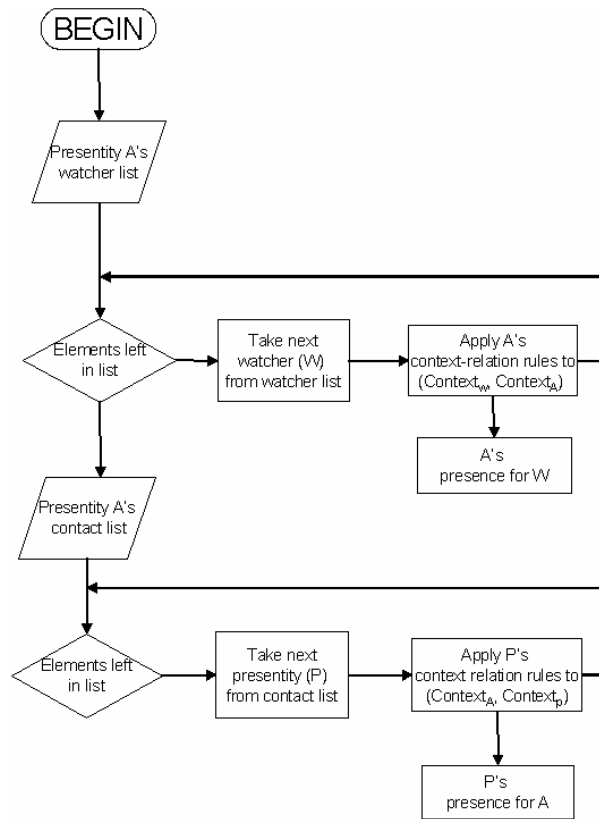 BEGIN
Presentity A's
watcher list
Elements left
in list
Take next
watcher (W)
from watcher list
Apply A's
context-relation rules to
(Context_w, Context_A)
A's
presence for W
Presentity A's
contact list
Elements left
in list
Take next
presentity (P)
from contact list
Apply P's
context relation rules to
(Context_A, Context_p)
P's
presence for A